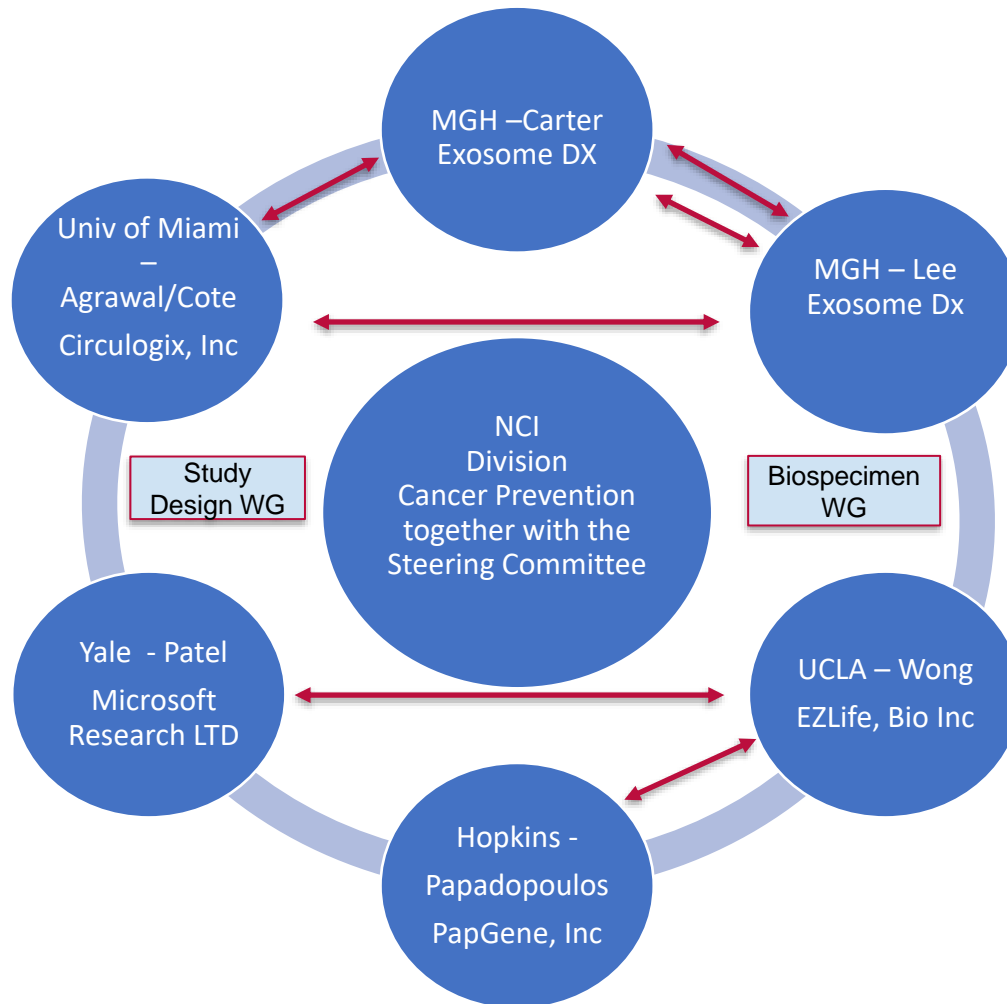 MGH –Carter
Exosome DX
Univ of Miami
–
Agrawal/Cote
Circulogix, Inc
MGH – Lee
Exosome Dx
NCI
Division
Cancer Prevention
together with the
Steering Committee
Study
Design WG
Biospecimen
WG
Yale - Patel
Microsoft
Research LTD
UCLA – Wong
EZLife, Bio Inc
Hopkins -
Papadopoulos
PapGene, Inc